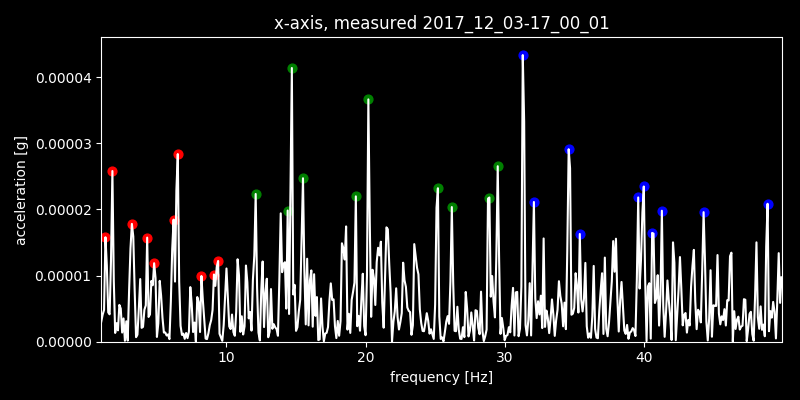 x-axis, measured 2017_12_03-17_00_01
acceleration [g]
0.00004
0.00003
0.00002
0.00001
0.00000
10 20 30 40
frequency [Hz]